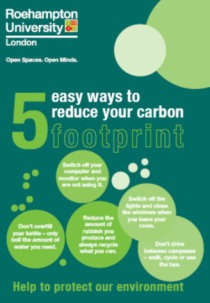 Roehampton
University
London
Open Spaces. Open Minds.
5 easy ways to
reduce your carbon
footprint
Switch off your
computer and
monitor when you
are not using it.
Switch off the
lights and close
the windows when
you leave your
room.
Don't overfill
your kettle – only
boil the amount of
water you need.
Reduce the
amount of
rubbish you
produce and
always recycle
what you can.
Don't drive
between campuses
– walk, cycle or use
the bus.
Help to protect our environment